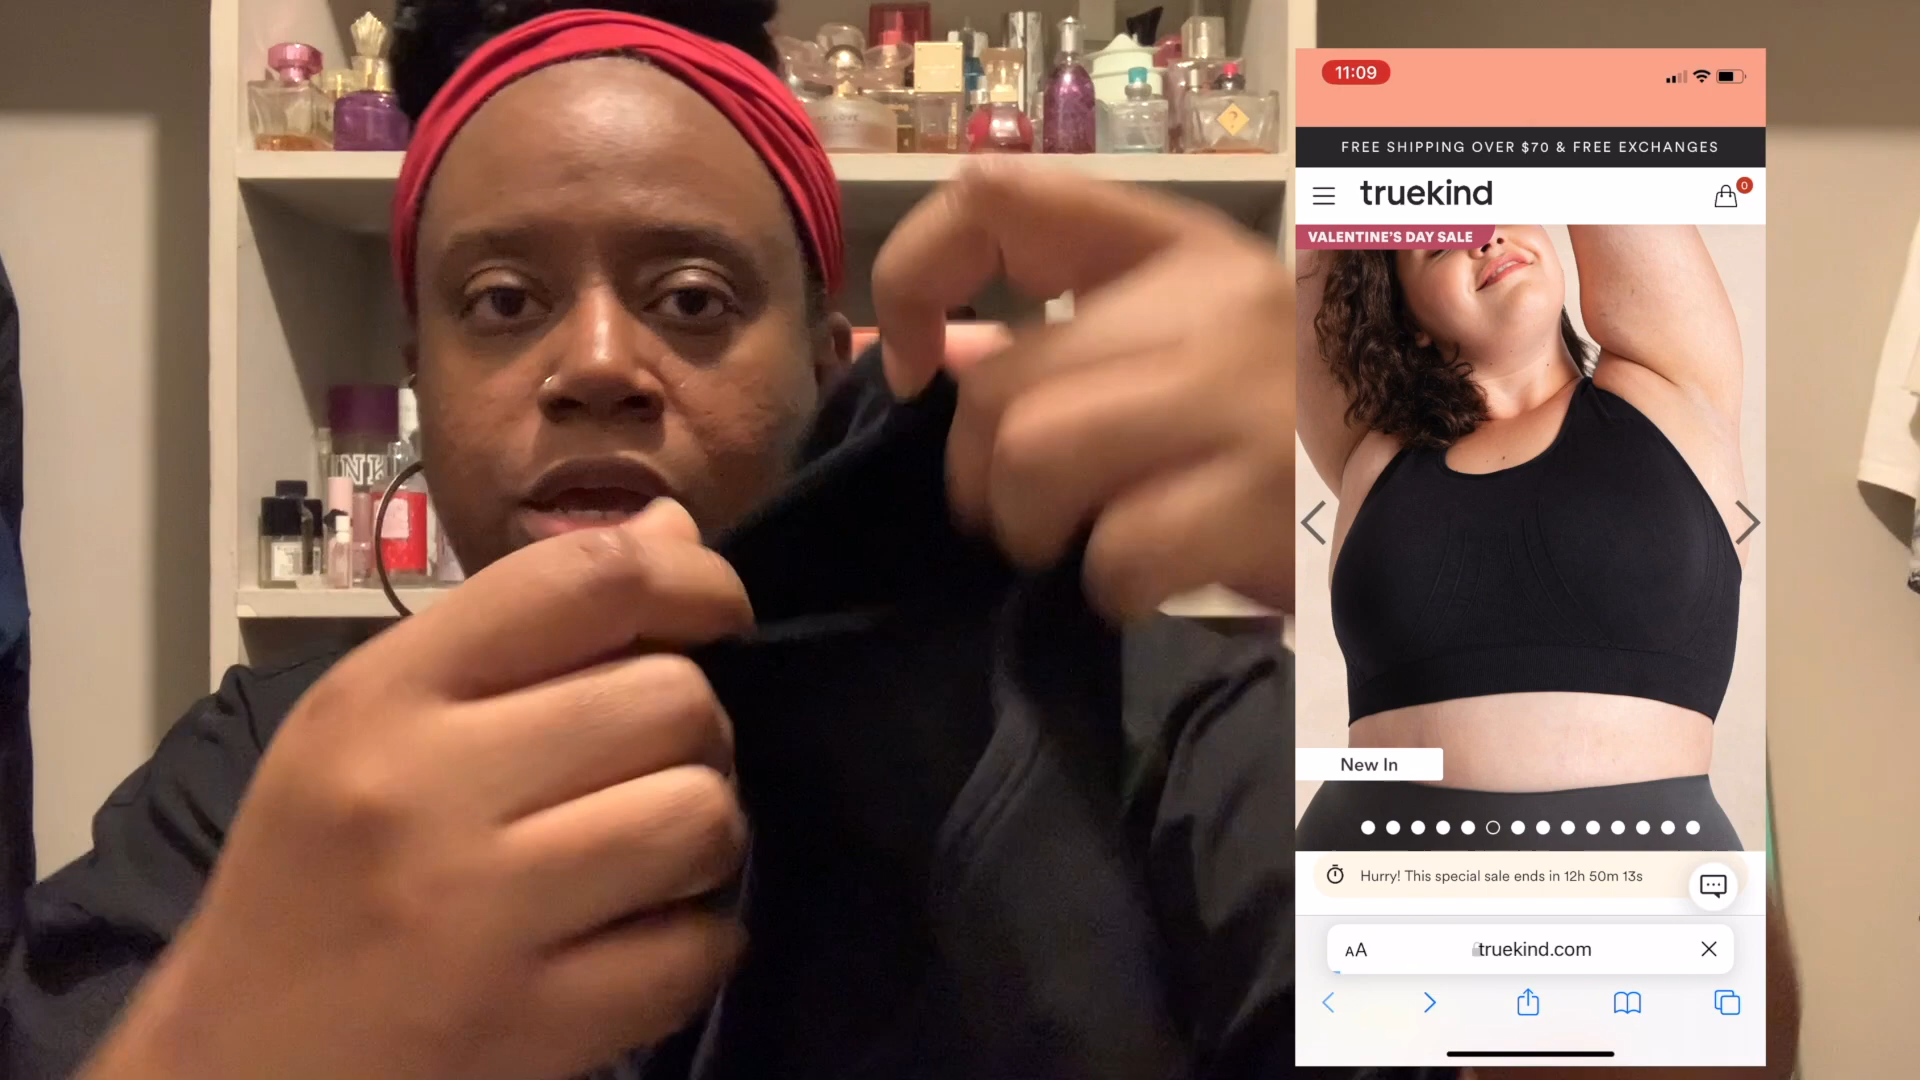 11:09
FREE SHIPPING OVER $70 & FREE EXCHANGES
truekind
0
VALENTINE'S DAY SALE
New In
Hurry! This special sale ends in 12h 50m 13s
AA
truekind.com
LOVE
?